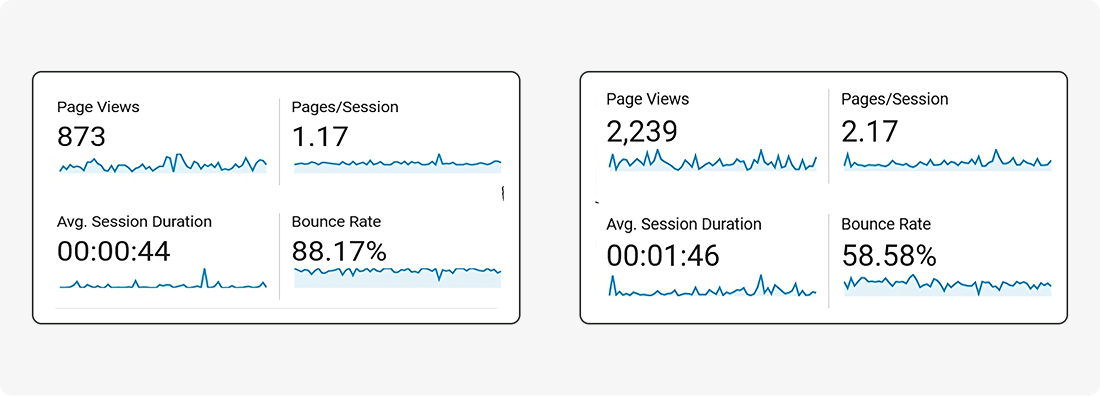 Page Views
873
Pages/Session
1.17
Avg. Session Duration
00:00:44
Bounce Rate
88.17%
Page Views
2,239
Pages/Session
2.17
Avg. Session Duration
00:01:46
Bounce Rate
58.58%